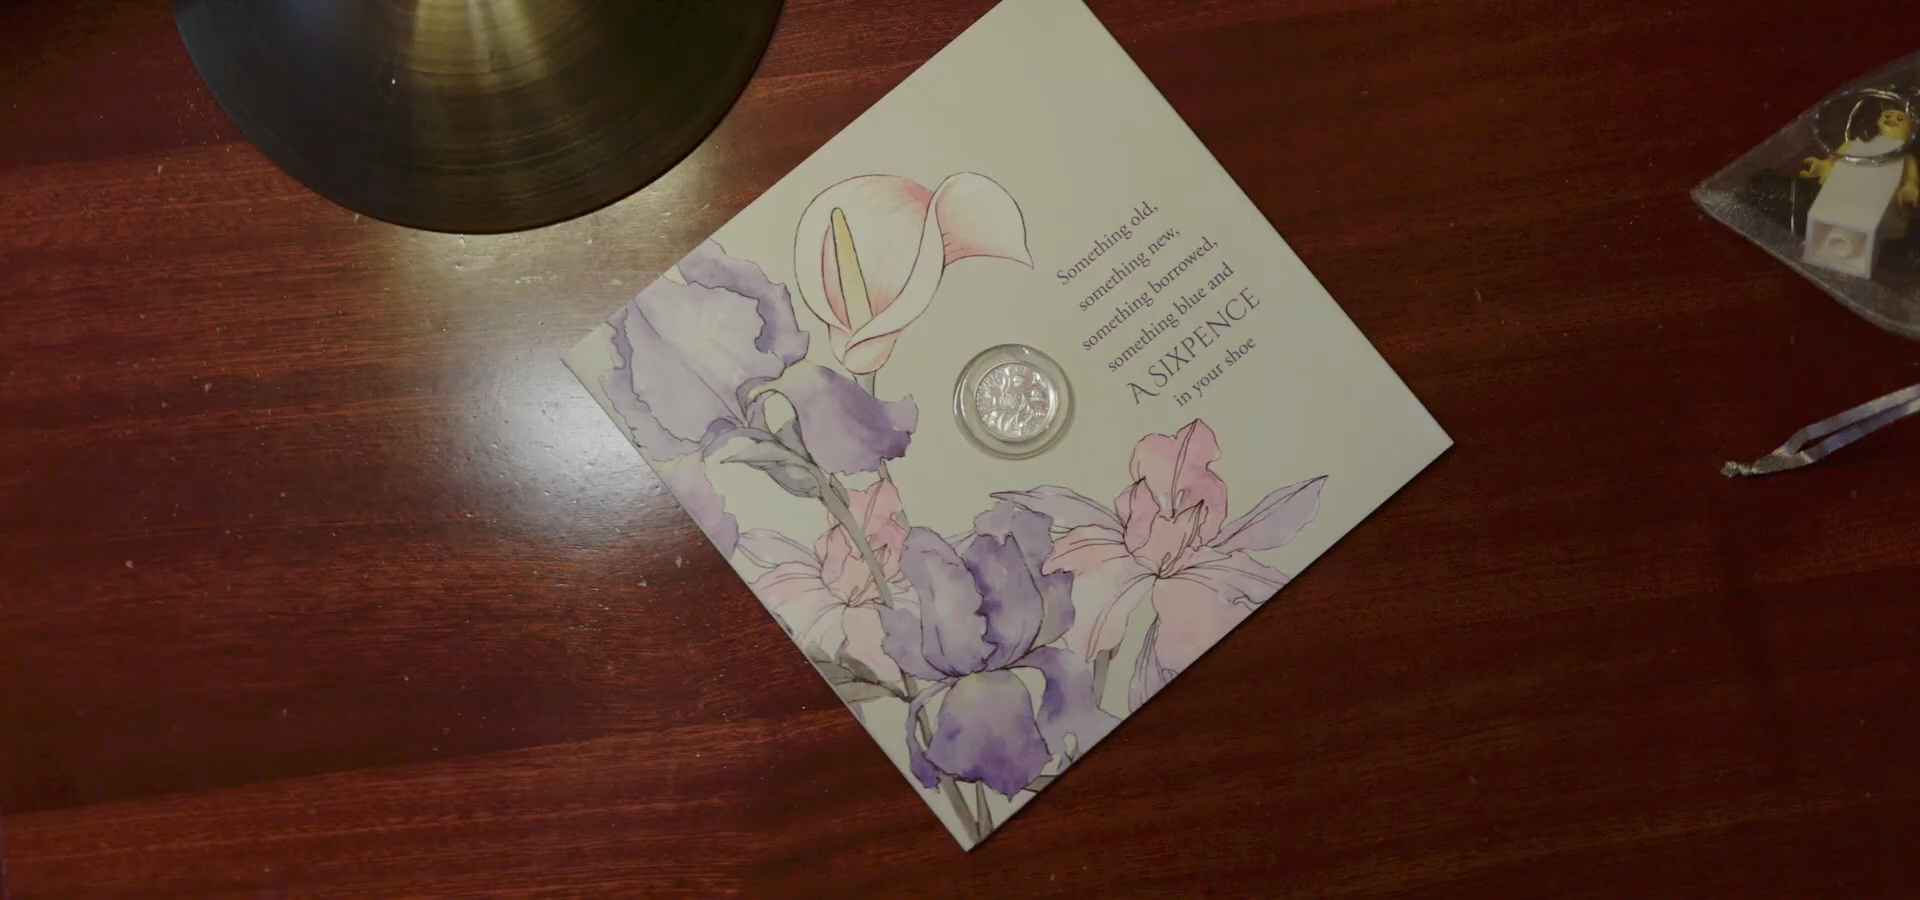 Something old,
something new,
something borrowed,
something blue and
A SIXPENCE
in your shoe